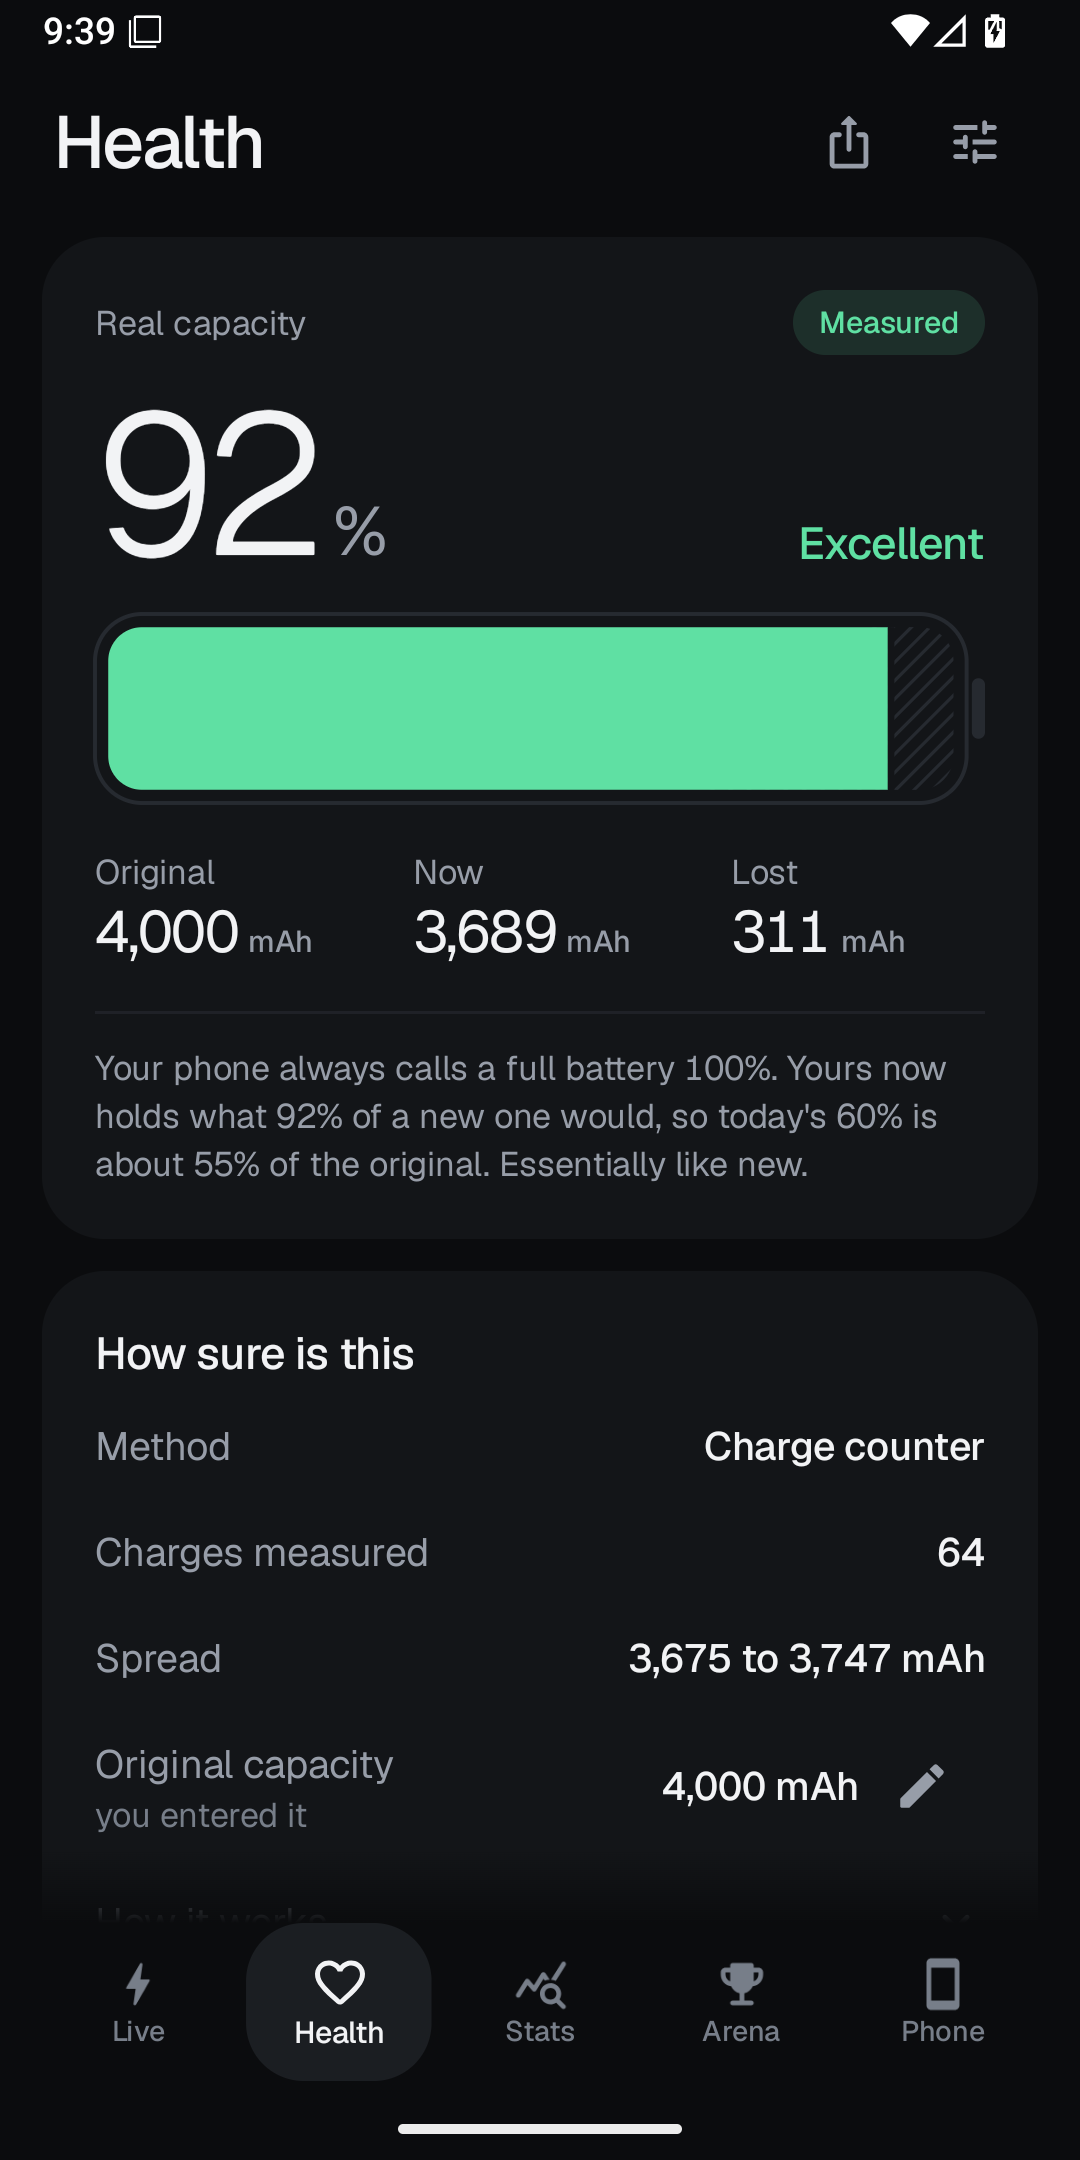 9:39
Health
Real capacity
Measured
92 %
Excellent
Original
Now
Lost
4,000 mAh
3,689 mAh
311 mAh
Your phone always calls a full battery 100%. Yours now
holds what 92% of a new one would, so today's 60% is
about 55% of the original. Essentially like new.
How sure is this
Method
Charge counter
Charges measured
64
Spread
3,675 to 3,747 mAh
Original capacity
you entered it
4,000 mAh
How it works
Live
Health
Stats
Arena
Phone